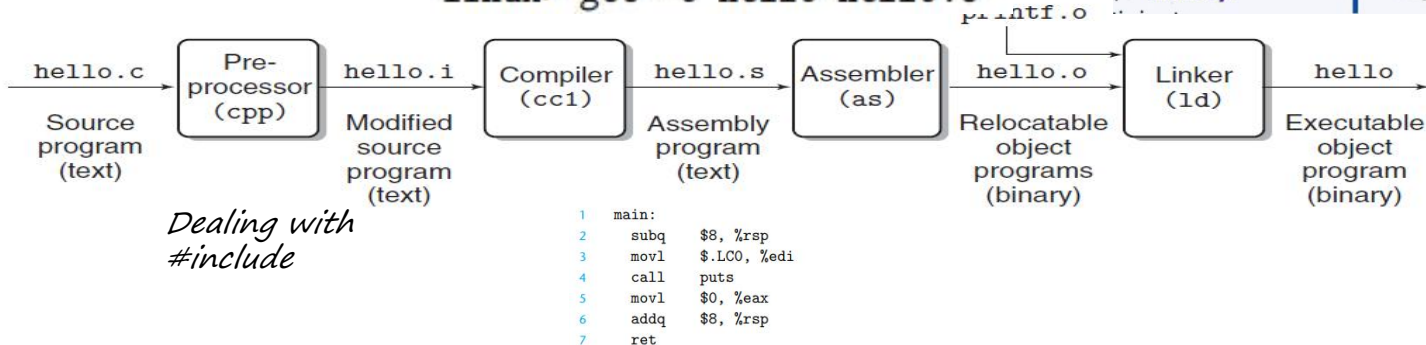 printf.o
hello.c
Pre-
processor
(cpp)
hello.i
Compiler
(cc1)
hello.s
Assembler
(as)
hello.o
Linker
(ld)
hello
Source
program
(text)
Modified
source
program
(text)
Assembly
program
(text)
Relocatable
object
programs
(binary)
Executable
object
program
(binary)
Dealing with
#include
1 main:
2 subq $8, %rsp
3 movl $.LC0, %edi
4 call puts
5 movl $0, %eax
6 addq $8, %rsp
7 ret